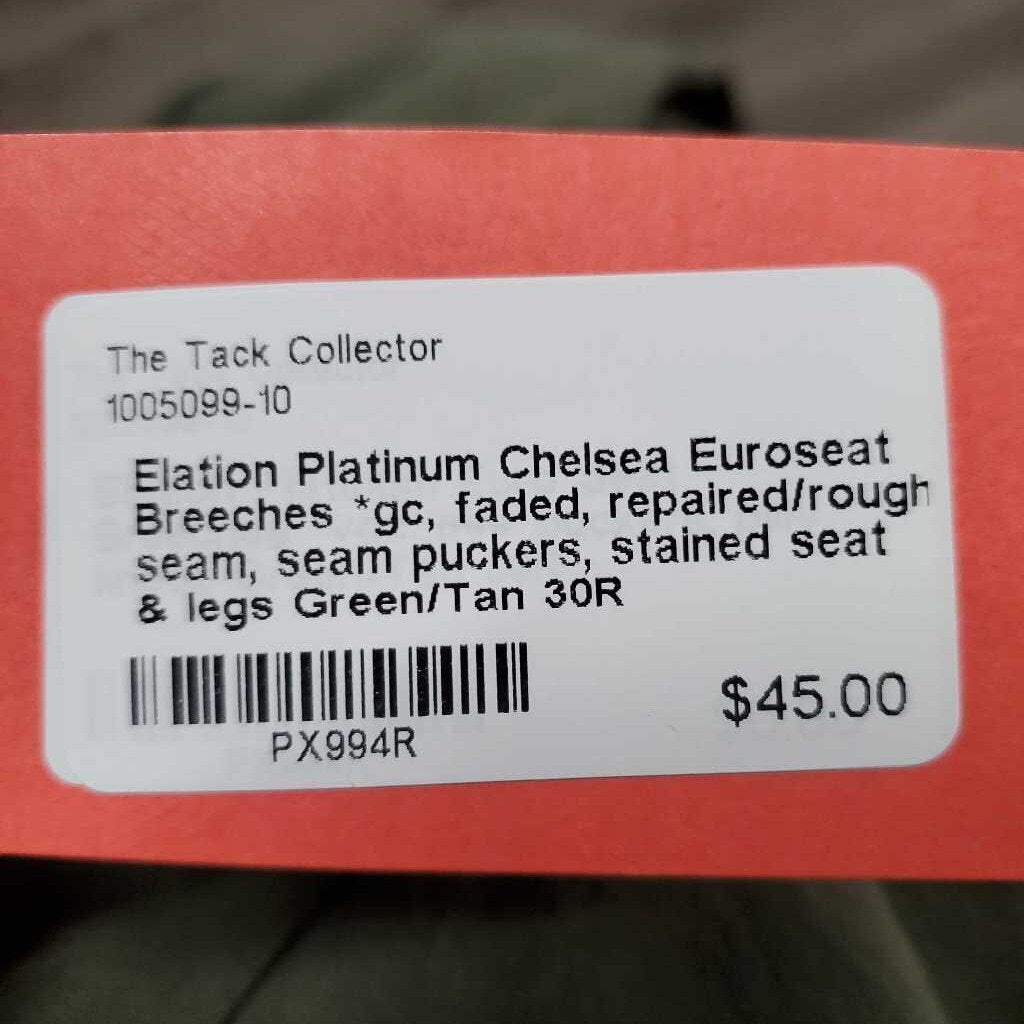 The Tack Collector
1005099-10
Elation Platinum Chelsea Euroseat
Breeches *gc, faded, repaired/rough
seam, seam puckers, stained seat
& legs Green/Tan 30R
PX994R
$45.00